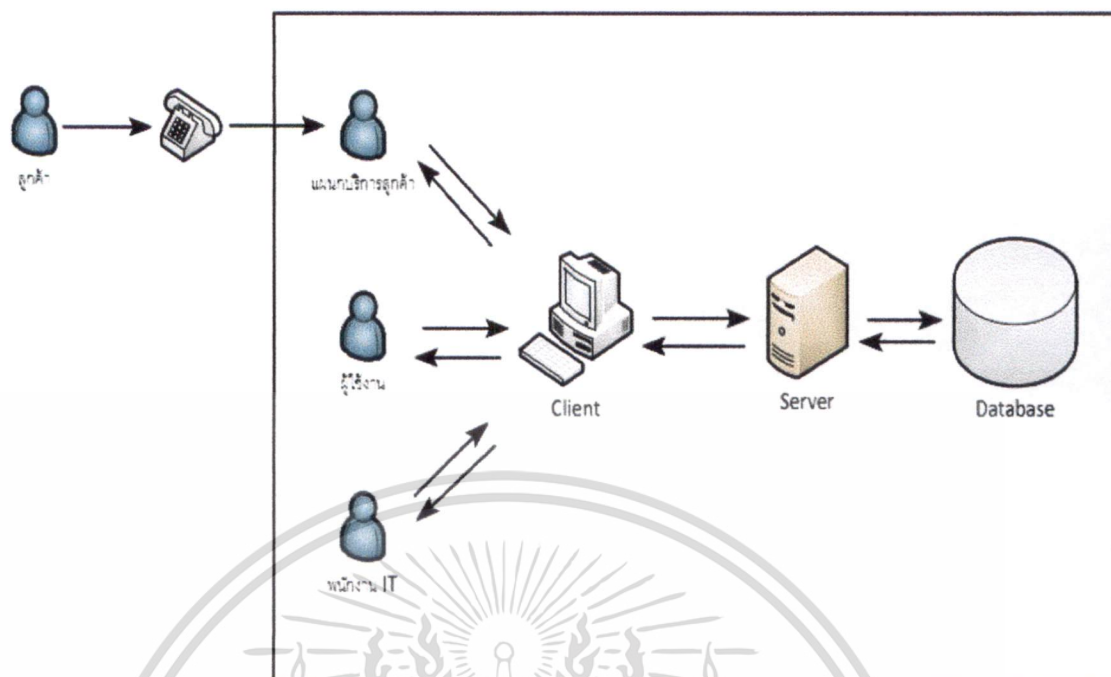 ลูกค้า
แผนกบริการลูกค้า
ผู้ใช้งาน
Client
Server
Database
พนักงาน IT